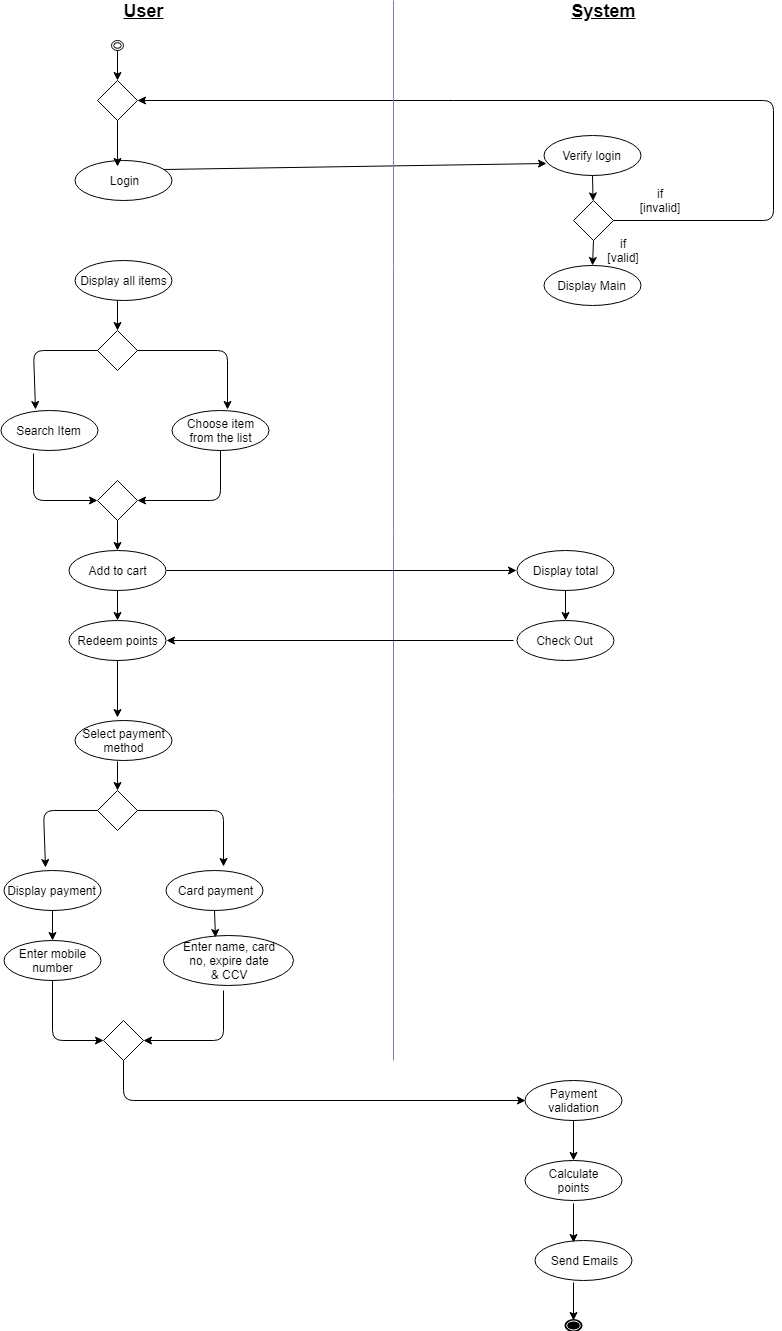 User
System
Login
Verify login
if
[invalid]
if
[valid]
Display Main
Display all items
Search Item
Choose item
from the list
Add to cart
Display total
Redeem points
Check Out
Select payment
method
Display payment
Card payment
Enter mobile
number
Enter name, card
no, expire date
& CCV
Payment
validation
Calculate
points
Send Emails